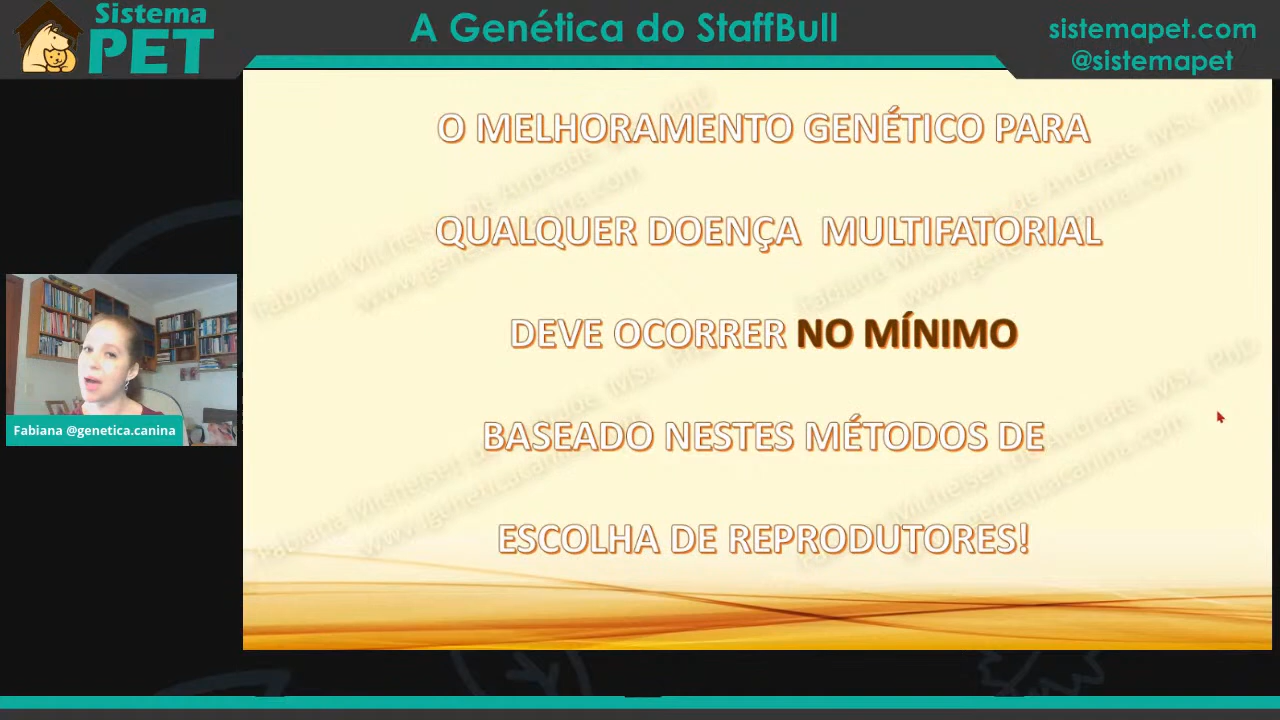 Sistema
PET
A Genética do StaffBull
sistemapet.com
@sistemapet
O MELHORAMENTO GENÉTICO PARA
QUALQUER DOENÇA MULTIFATORIAL
DEVE OCORRER NO MÍNIMO
BASEADO NESTES MÉTODOS DE
ESCOLHA DE REPRODUTORES!
Fabiana @genetica.canina